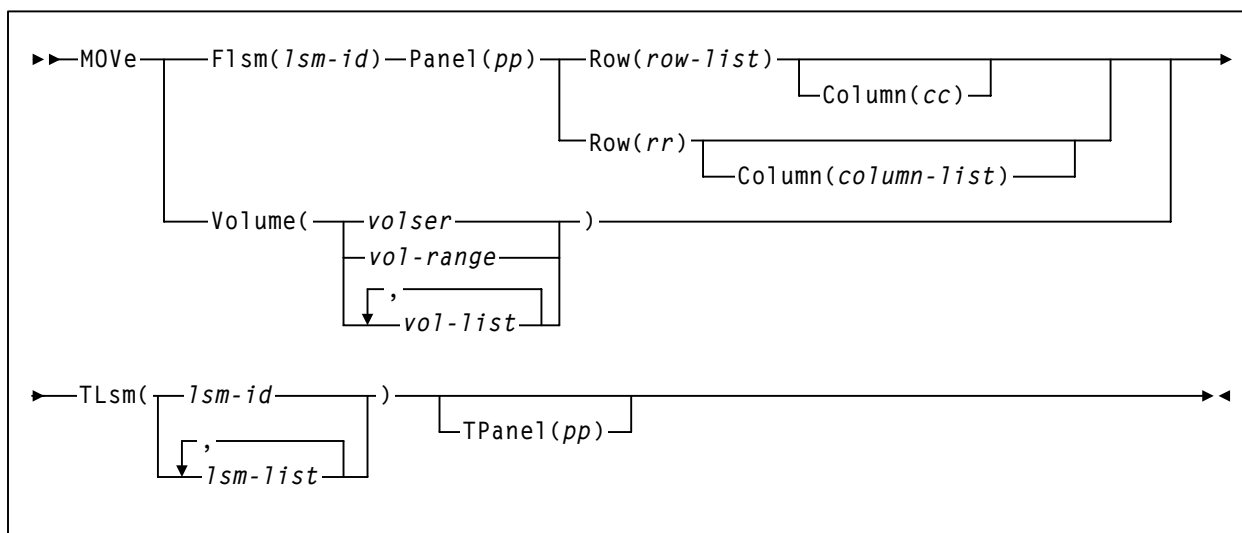 MOVe Flsm(lsm-id) Panel(pp) Row(row-list)
Column(cc)
Row(rr)
Column(column-list)
Volume( volser )
vol-range
,
vol-list
TLsm( lsm-id )
TPanel(pp)
,
lsm-list